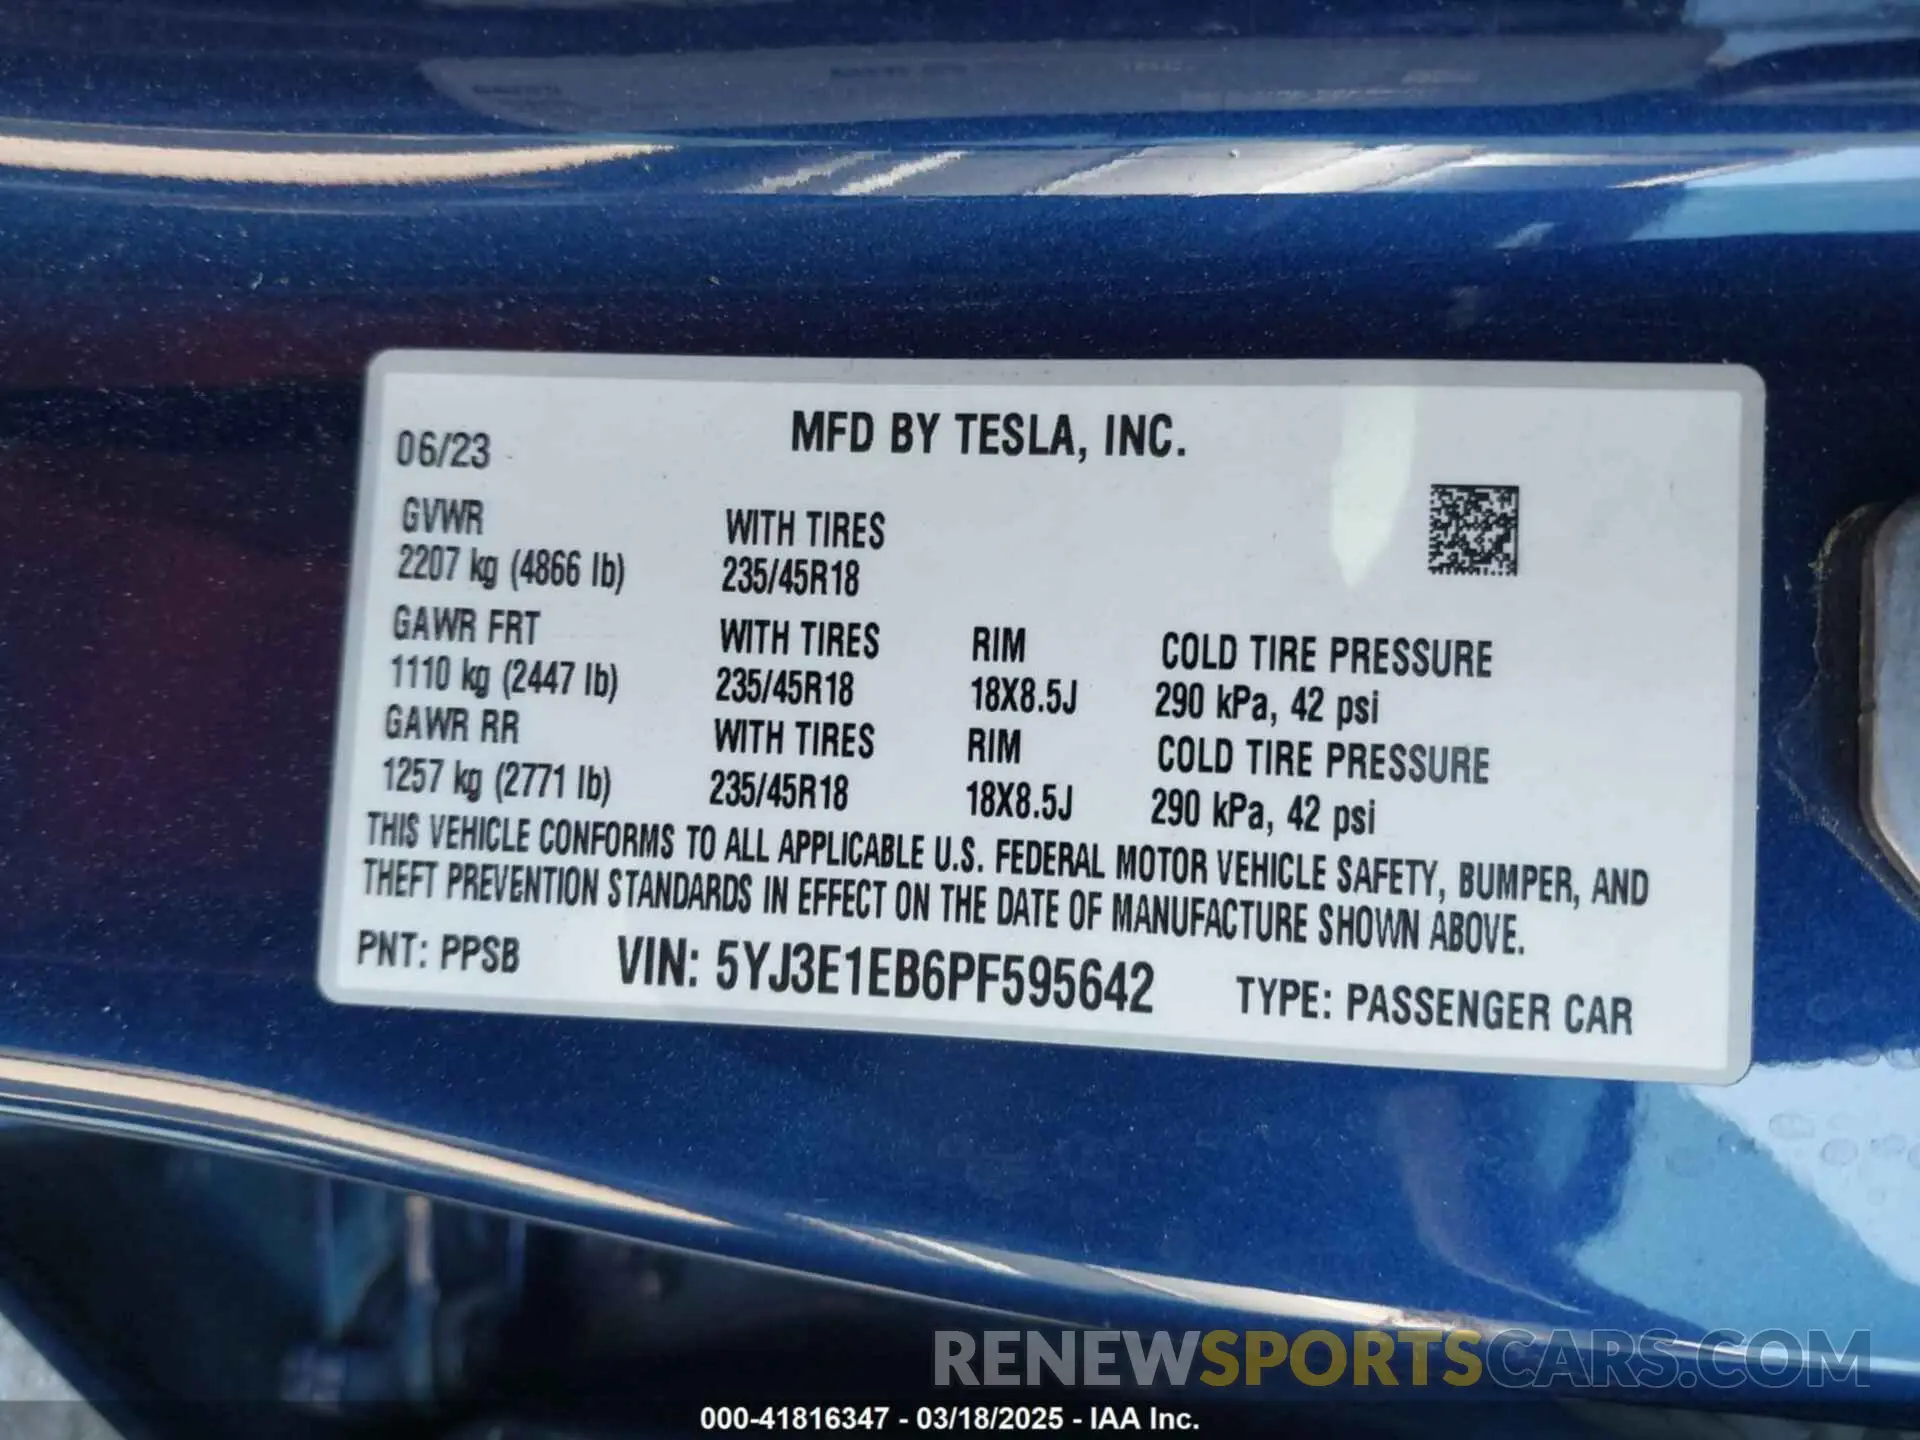 06/23
MFD BY TESLA, INC.
GVWR
2207 kg (4866 lb)
WITH TIRES
235/45R18
GAWR FRT
1110 kg (2447 lb)
WITH TIRES
235/45R18
RIM
18X8.5J
COLD TIRE PRESSURE
290 kPa, 42 psi
GAWR RR
1257 kg (2771 lb)
WITH TIRES
235/45R18
RIM
18X8.5J
COLD TIRE PRESSURE
290 kPa, 42 psi
THIS VEHICLE CONFORMS TO ALL APPLICABLE U.S. FEDERAL MOTOR VEHICLE SAFETY, BUMPER, AND
THEFT PREVENTION STANDARDS IN EFFECT ON THE DATE OF MANUFACTURE SHOWN ABOVE.
PNT: PPSB
VIN: 5YJ3E1EB6PF595642
TYPE: PASSENGER CAR
RENEWSPORTSCARS.COM
000-41816347 - 03/18/2025 - IAA Inc.